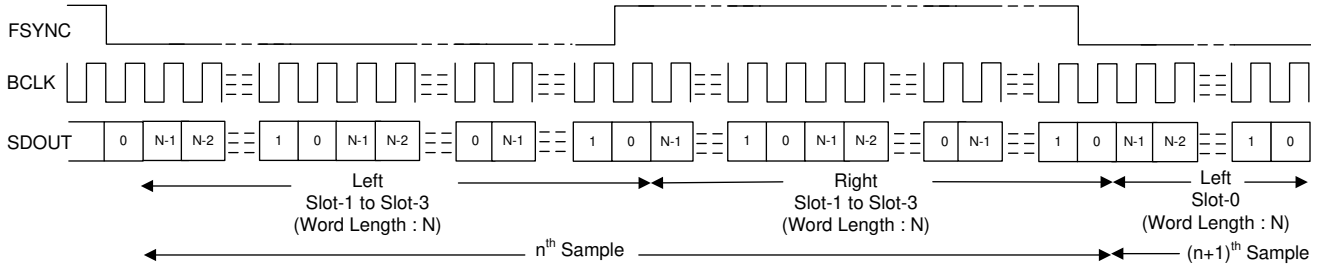 FSYNC
BCLK
SDOUT 0 N-1 N-2 1 0 N-1 N-2 0 N-1 1 0 N-1 1 0 N-1 N-2 0 N-1 1 0 N-1 N-2 1 0
Left
Slot-1 to Slot-3
(Word Length : N)
Right
Slot-1 to Slot-3
(Word Length : N)
Left
Slot-0
(Word Length : N)
nth Sample
(n+1)th Sample